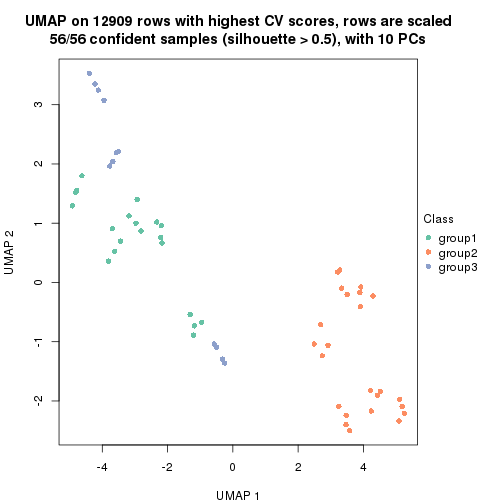 UMAP on 12909 rows with highest CV scores, rows are scaled
56/56 confident samples (silhouette > 0.5), with 10 PCs
3
2
1
0
-1
-2
UMAP 2
-4
-2
0
2
4
UMAP 1
Class
group1
group2
group3